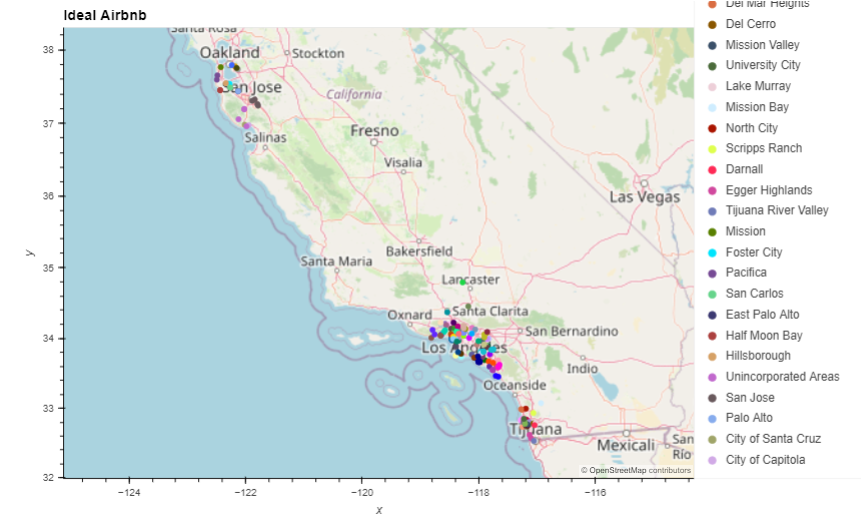 Ideal Airbnb
Santa Rosa
Oakland
Stockton
San Jose
California
Salinas
Fresno
Visalia
Las Vegas
Bakersfield
Santa Maria
Lancaster
Oxnard
Santa Clarita
Los Angeles
San Bernardino
Indio
Oceanside
Tijuana
Mexicali
San
Río
© OpenStreetMap contributors
38
37
36
35
34
33
32
y
−124
−122
−120
−118
−116
x
Del Mar Heights
Del Cerro
Mission Valley
University City
Lake Murray
Mission Bay
North City
Scripps Ranch
Darnall
Egger Highlands
Tijuana River Valley
Mission
Foster City
Pacifica
San Carlos
East Palo Alto
Half Moon Bay
Hillsborough
Unincorporated Areas
San Jose
Palo Alto
City of Santa Cruz
City of Capitola